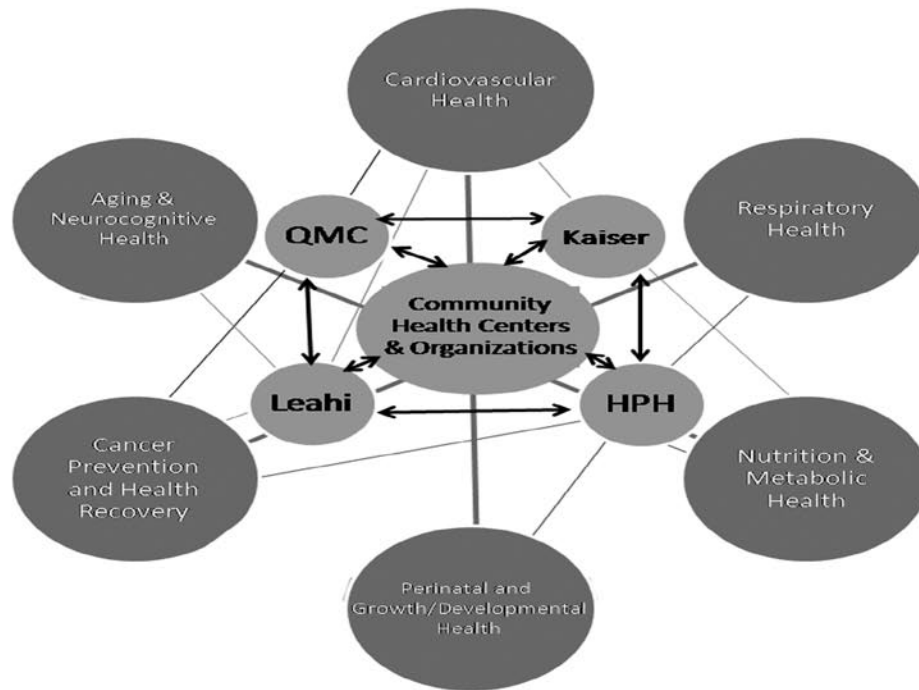 Cardiovascular
Health
Aging &
Neurocognitive
Health
QMC
Kaiser
Respiratory
Health
Community
Health Centers
& Organizations
Leahi
HPH
Cancer
Prevention
and Health
Recovery
Nutrition &
Metabolic
Health
Perinatal and
Growth/Developmental
Health